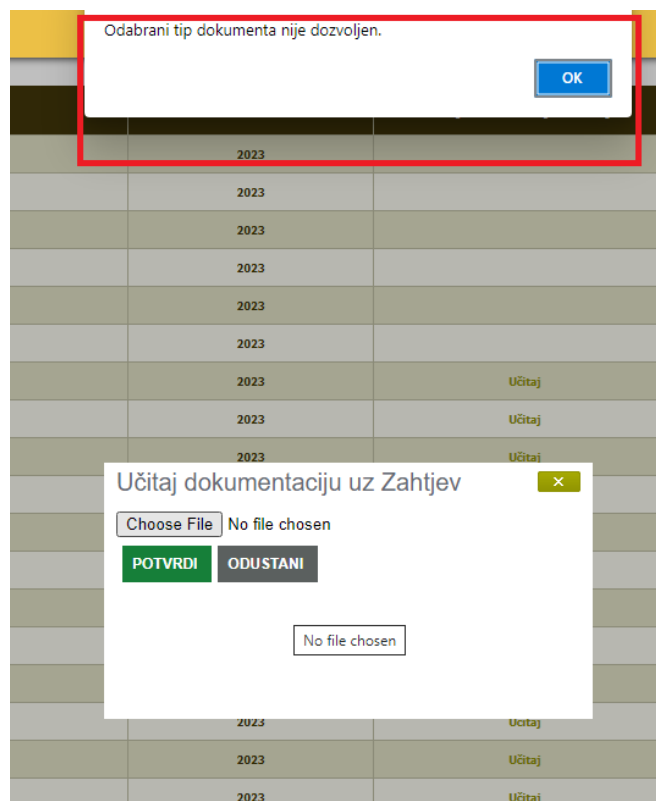 Odabrani tip dokumenta nije dozvoljen.
OK
2023
2023
2023
2023
2023
2023
2023 Učitaj
2023 Učitaj
2023 Učitaj
Učitaj dokumentaciju uz Zahtjev
Choose File No file chosen
POTVRDI ODUSTANI
No file chosen
2023 Učitaj
2023 Učitaj
2023 Učitaj